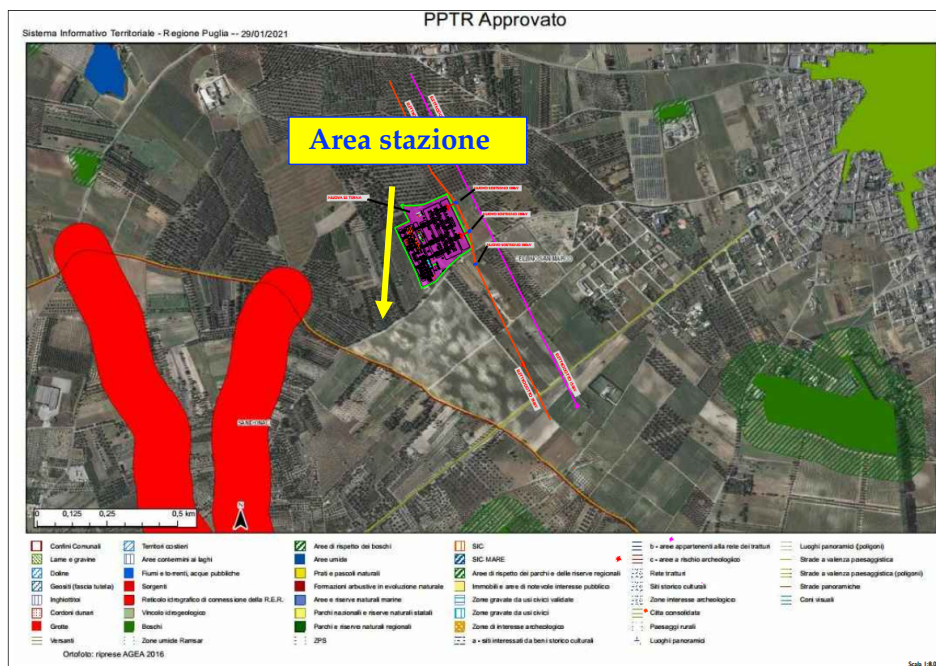 PPTR Approvato
Sistema Informativo Territoriale - Regione Puglia -- 29/01/2021
Area stazione
CELLINO SAN MARCO
0 0,125 0,25 0,5 km
N
Confini Comunali
Lame e gravine
Doline
Geositi (fascia tutela)
Inghiottitoi
Cordoni dunari
Grotte
Versanti
Territori costieri
Aree contermini ai laghi
Fiumi e torrenti, acque pubbliche
Sorgenti
Reticolo idrografico di connessione della R.E.R.
Vincolo idrogeologico
Boschi
Zone umide Ramsar
Aree di rispetto dei boschi
Aree umide
Prati e pascoli naturali
Formazioni arbustive in evoluzione naturale
Aree e riserve naturali marine
Parchi nazionali e riserve naturali statali
Parchi e riserve naturali regionali
ZPS
SIC
SIC MARE
Aree di rispetto dei parchi e delle riserve regionali
Immobili e aree di notevole interesse pubblico
Zone gravate da usi civici validate
Zone gravate da usi civici
Zone di interesse archeologico
a - siti interessati da beni storico culturali
b - aree appartenenti alla rete dei tratturi
c - aree a rischio archeologico
Rete tratturi
Siti storico culturali
Zone interesse archeologico
Città consolidata
Paesaggi rurali
Luoghi panoramici
Luoghi panoramici (poligoni)
Strade a valenza paesaggistica
Strade a valenza paesaggistica (poligoni)
Strade panoramiche
Coni visuali
Ortofoto: riprese AGEA 2016